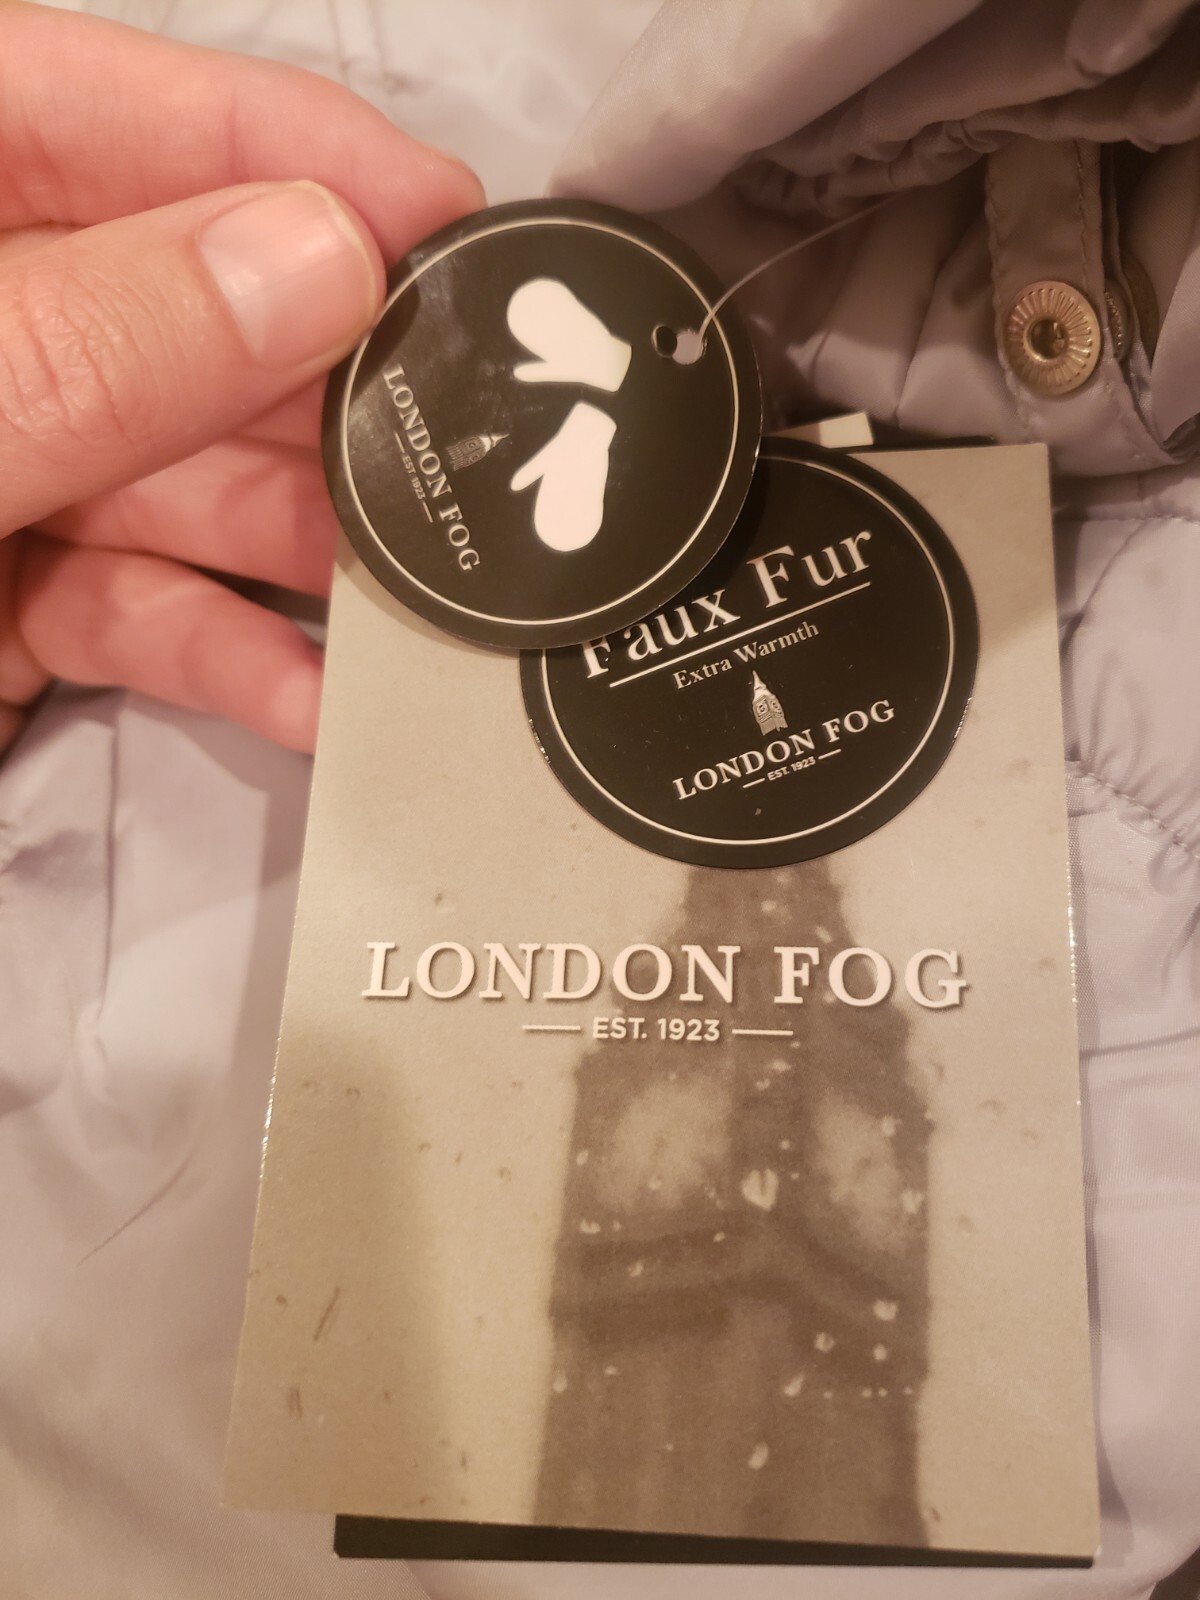 LONDON FOG
EST. 1923
Faux Fur
Extra Warmth
LONDON FOG
EST. 1923
LONDON FOG
EST. 1923